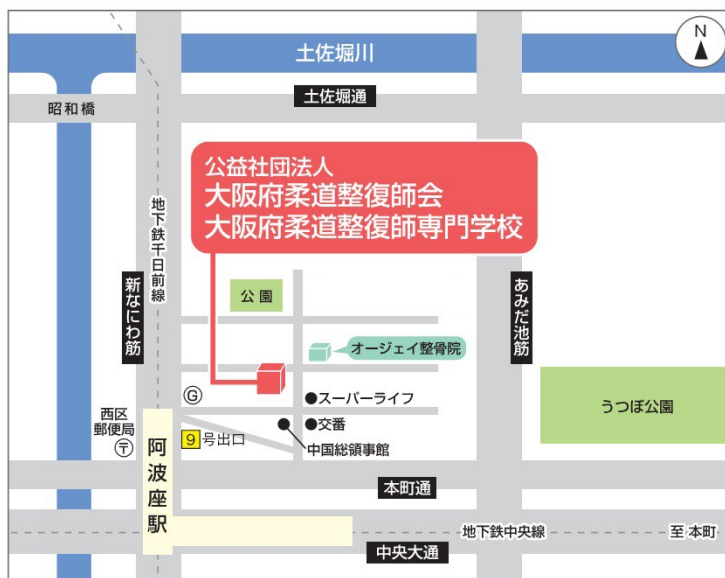 N
土佐堀川
昭和橋
土佐堀通
公益社団法人
大阪府柔道整復師会
大阪府柔道整復師専門学校
地下鉄千日前線
新なにわ筋
あみだ池筋
公園
オージェイ整骨院
G
●スーパーライフ
うつぼ公園
西区
郵便局
〒
9号出口
●交番
中国総領事館
阿波座駅
本町通
地下鉄中央線
至 本町
中央大通